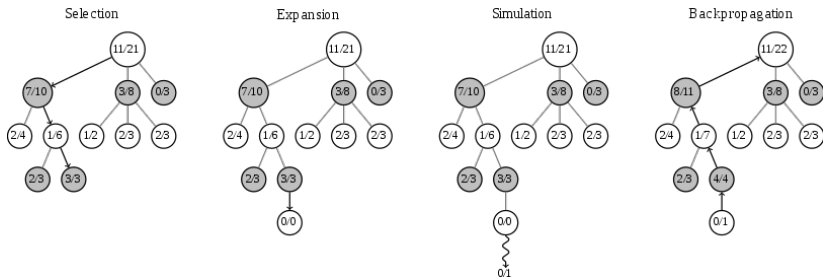 Selection
11/21
7/10 3/8 0/3
2/4 1/6 1/2 2/3 2/3
2/3 3/3
Expansion
11/21
7/10 3/8 0/3
2/4 1/6 1/2 2/3 2/3
2/3 3/3
0/0
Simulation
11/21
7/10 3/8 0/3
2/4 1/6 1/2 2/3 2/3
2/3 3/3
0/0
0/1
Backpropagation
11/22
8/11 3/8 0/3
2/4 1/7 1/2 2/3 2/3
2/3 4/4
0/1